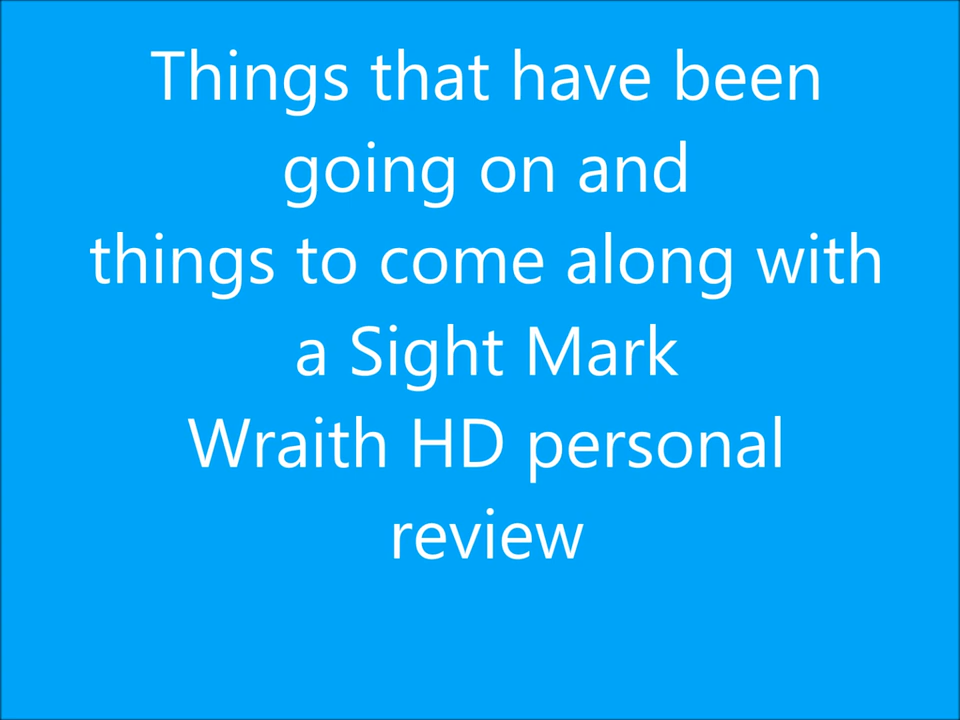 Things that have been
going on and
things to come along with
a Sight Mark
Wraith HD personal
review